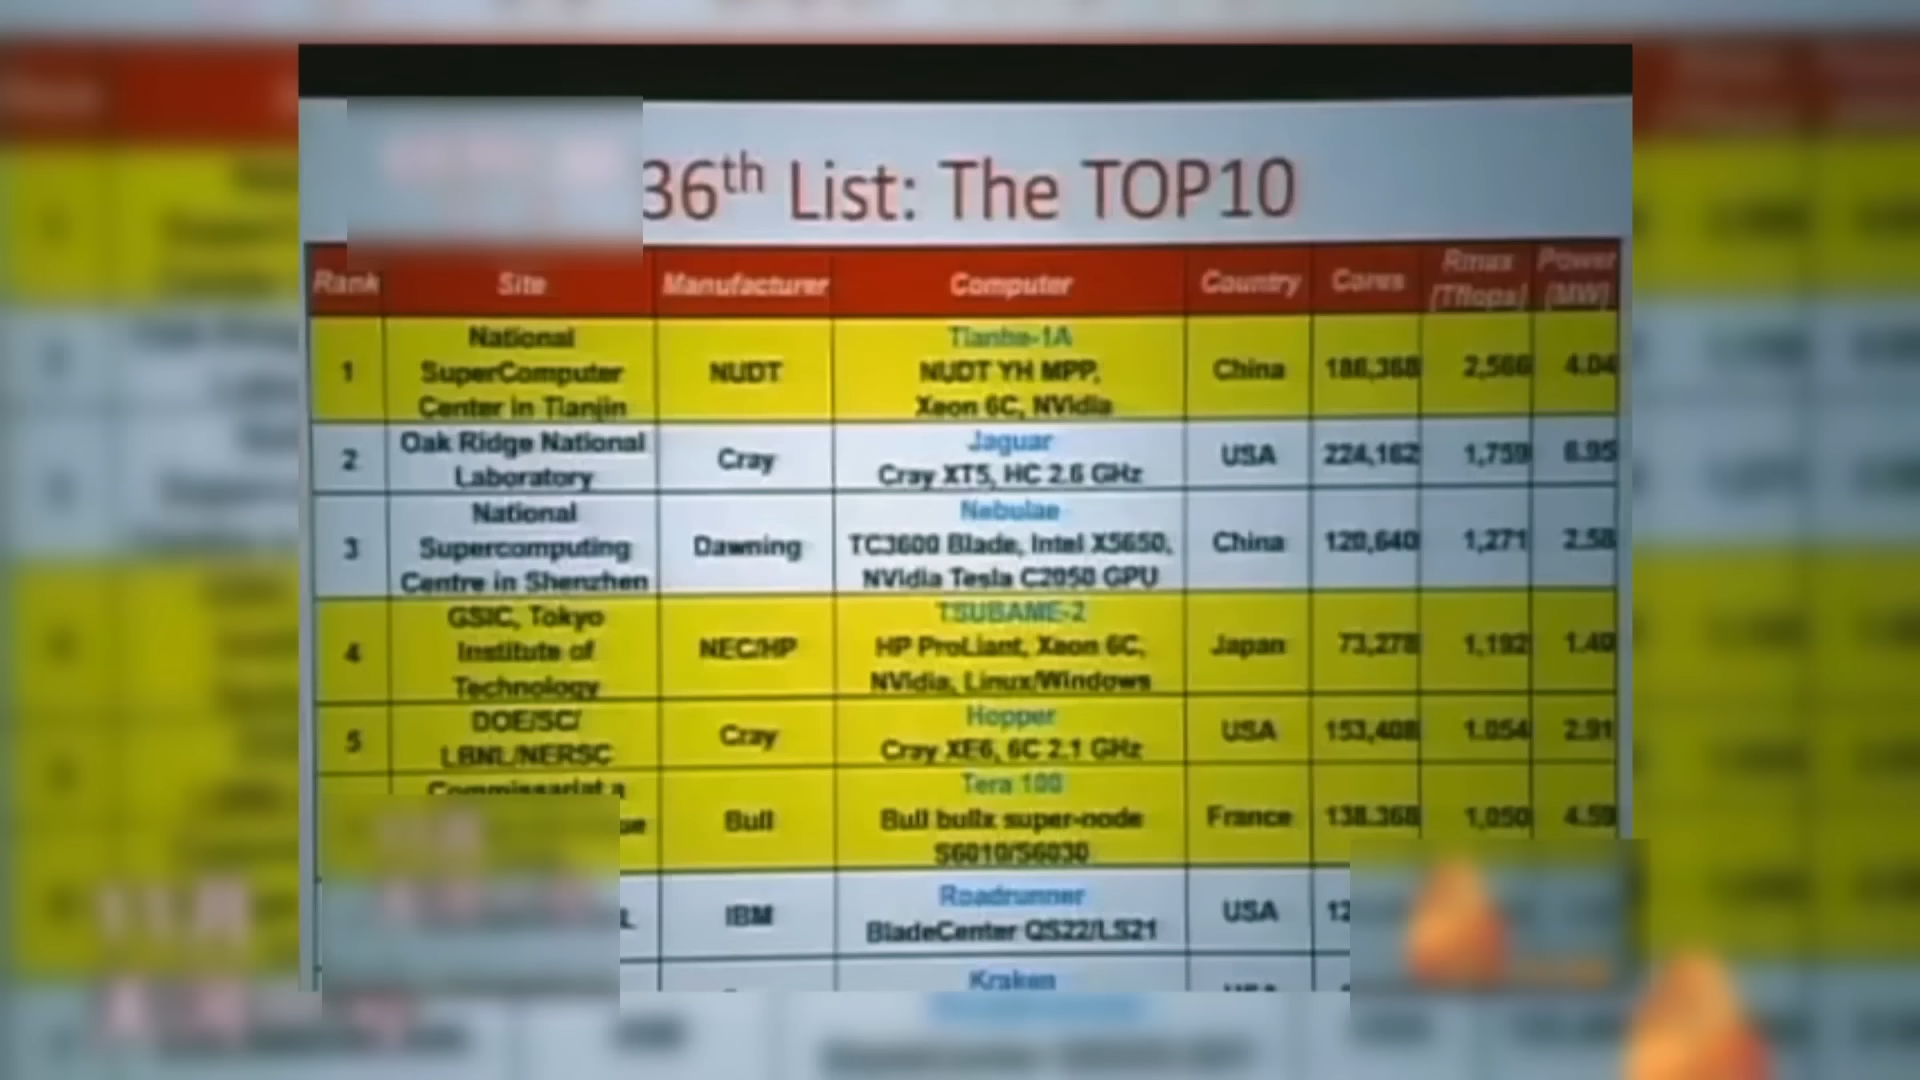 36th List: The TOP10
Rank Site Manufacturer Computer Country Cores Rmax [Tflops] Power [MW]
1 National SuperComputer Center in Tianjin NUDT Tianhe-1A NUDT YH MPP, Xeon 6C, NVidia China 186,368 2,566 4.04
2 Oak Ridge National Laboratory Cray Jaguar Cray XT5, HC 2.6 GHz USA 224,162 1,759 6.95
3 National Supercomputing Centre in Shenzhen Dawning Nebulae TC3600 Blade, Intel X5650, NVidia Tesla C2050 GPU China 120,640 1,271 2.58
4 GSIC, Tokyo Institute of Technology NEC/HP TSUBAME-2 HP ProLiant, Xeon 6C, NVidia, Linux/Windows Japan 73,278 1,192 1.40
5 DOE/SC/ LBNL/NERSC Cray Hopper Cray XE6, 6C 2.1 GHz USA 153,408 1.054 2.91
Commissariat a Bull Tera 100 Bull bullx super-node S6010/S6030 France 138.368 1,050 4.59
IBM Roadrunner BladeCenter QS22/LS21 USA 12
Kraken USA